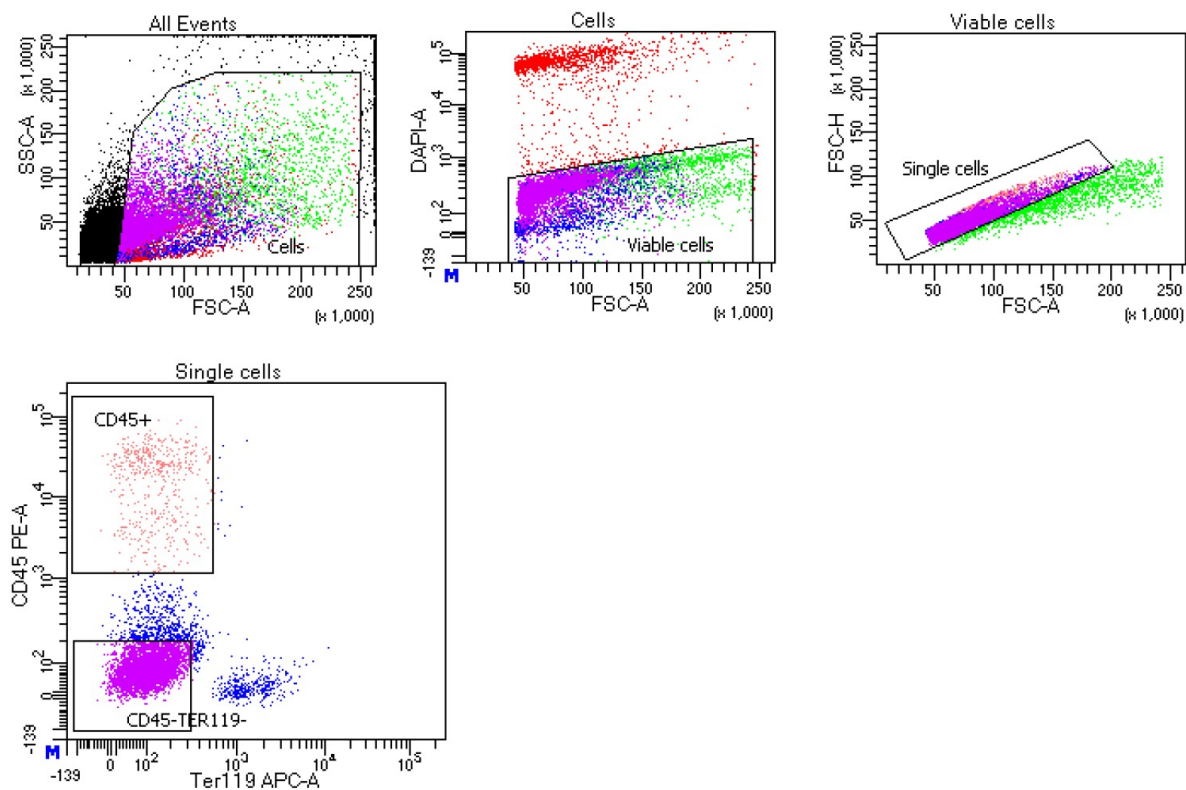 All Events
SSC-A
(x 1,000)
50 100 150 200 250
Cells
50 100 150 200 250
FSC-A
(x 1,000)
Cells
DAPI-A
-139 0 10^2 10^3 10^4 10^5
Viable cells
M
50 100 150 200 250
FSC-A
(x 1,000)
Viable cells
FSC-H
(x 1,000)
50 100 150 200 250
Single cells
50 100 150 200 250
FSC-A
(x 1,000)
Single cells
CD45 PE-A
-139 0 10^2 10^3 10^4 10^5
CD45+
CD45-TER119-
M
-139 0 10^2 10^3 10^4 10^5
Ter119 APC-A